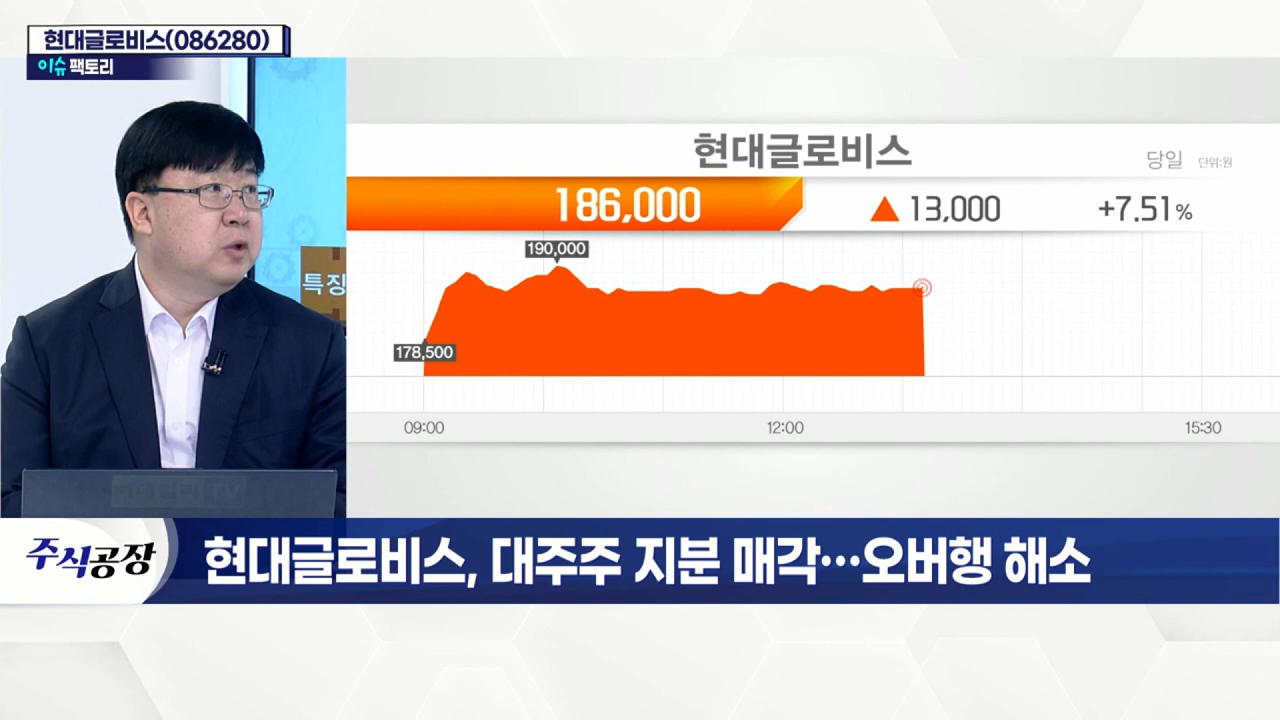 현대글로비스(086280)
이슈 팩토리
특징
현대글로비스
당일 단위:원
186,000 ▲ 13,000 +7.51%
190,000
178,500
09:00 12:00 15:30
주식공장
현대글로비스, 대주주 지분 매각…오버행 해소